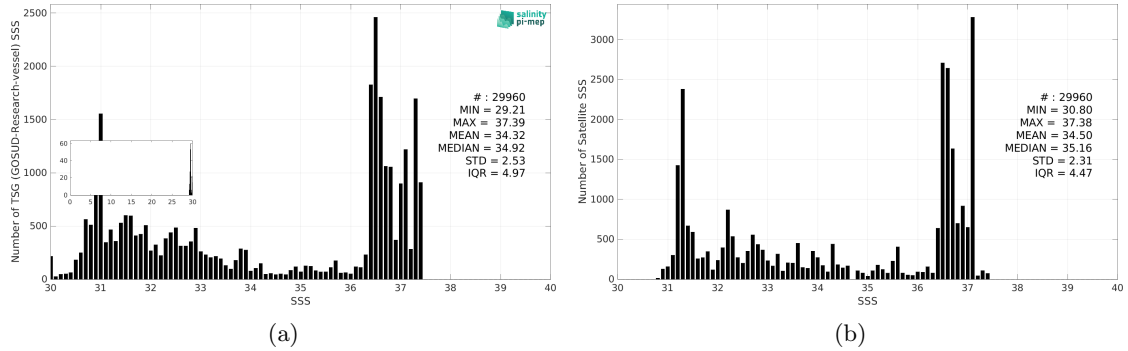 2500
2000
1500
1000
500
0
Number of TSG (GOSUD-Research-vessel) SSS
salinity
pi-mep
# : 29960
MIN = 29.21
MAX = 37.39
MEAN = 34.32
MEDIAN = 34.92
STD = 2.53
IQR = 4.97
60
40
20
0
0 5 10 15 20 25 30
30 31 32 33 34 35 36 37 38 39 40
SSS
(a)
3000
2500
2000
1500
1000
500
0
Number of Satellite SSS
# : 29960
MIN = 30.80
MAX = 37.38
MEAN = 34.50
MEDIAN = 35.16
STD = 2.31
IQR = 4.47
30 31 32 33 34 35 36 37 38 39 40
SSS
(b)